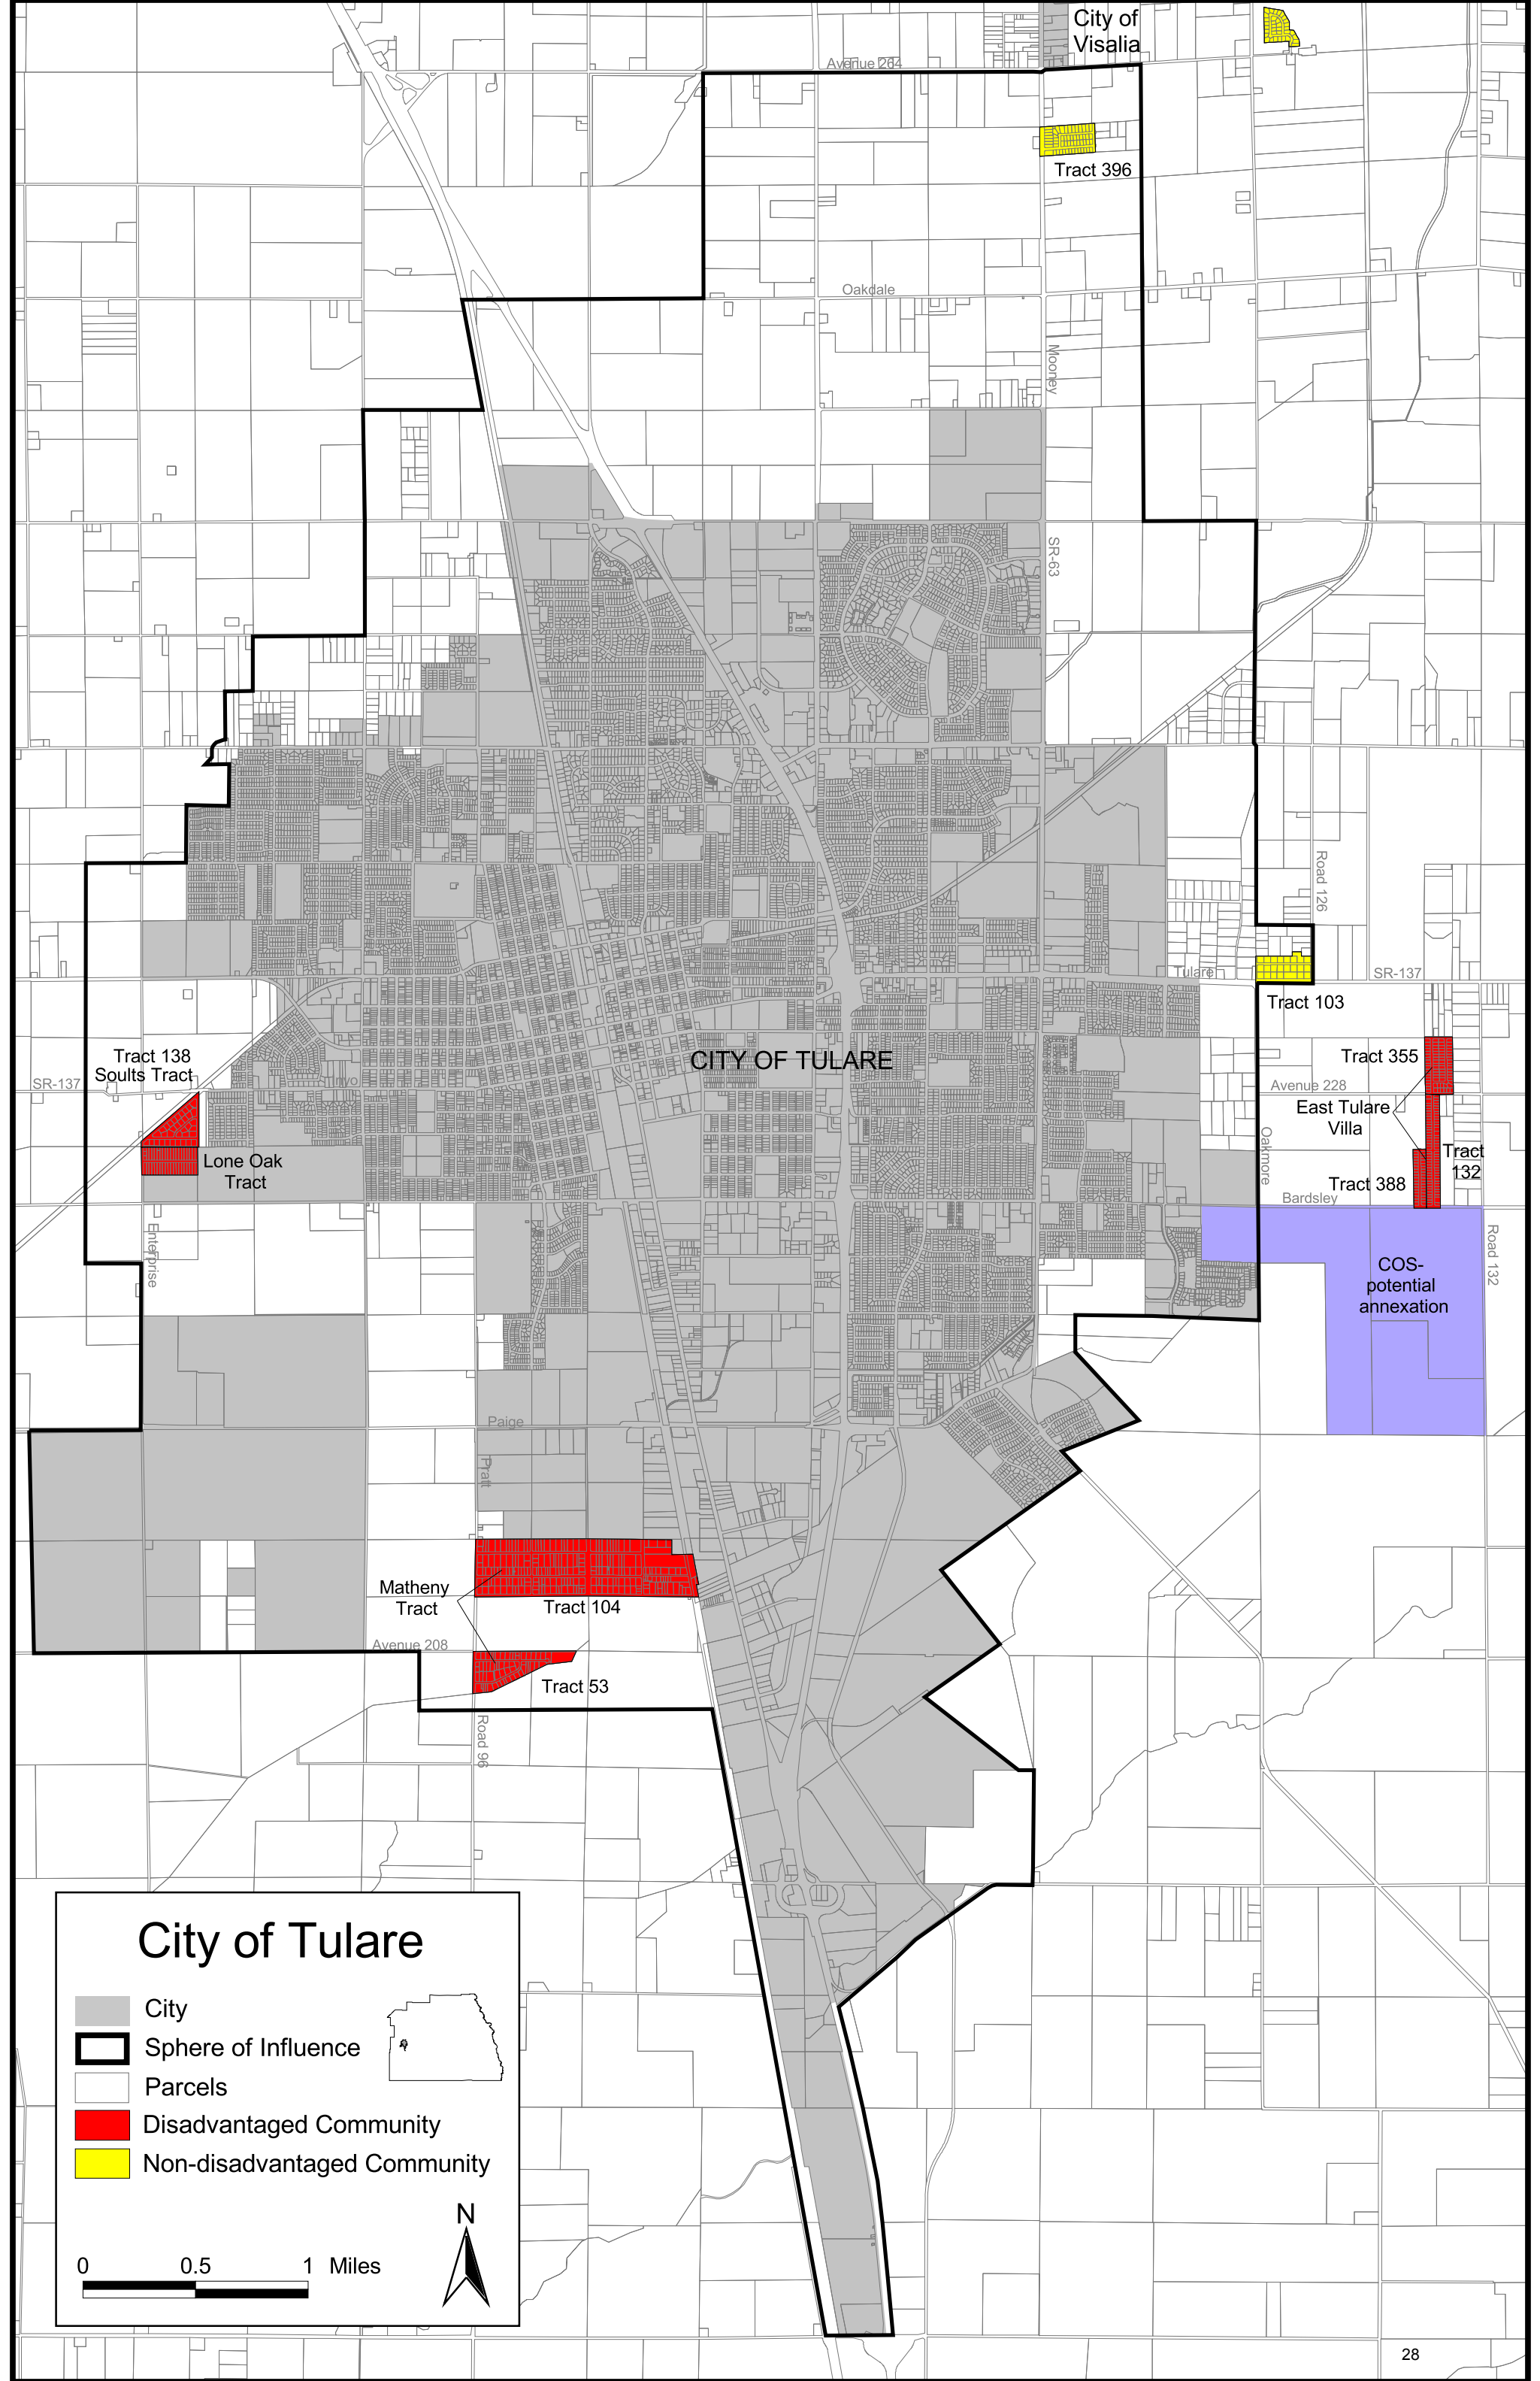 City of
Visalia
Avenue 264
Tract 396
Oakdale
Mooney
SR-63
Road 126
Tulare
SR-137
Tract 103
CITY OF TULARE
Tract 138
Soults Tract
SR-137
Inyo
Tract 355
Avenue 228
East Tulare
Villa
Oakmore
Lone Oak
Tract
Tract
132
Tract 388
Bardsley
Enterprise
Road 132
COS-
potential
annexation
Paige
Pratt
Matheny
Tract
Tract 104
Avenue 208
Tract 53
Road 96
City of Tulare
City
Sphere of Influence
Parcels
Disadvantaged Community
Non-disadvantaged Community
N
0 0.5 1 Miles
28